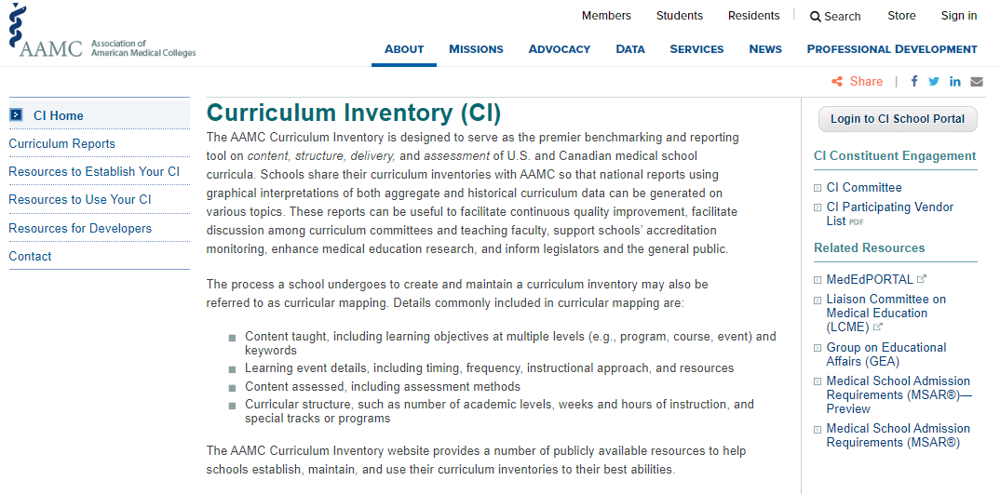 Members Students Residents Search Store Sign in
AAMC Association of
American Medical Colleges
ABOUT MISSIONS ADVOCACY DATA SERVICES NEWS PROFESSIONAL DEVELOPMENT
Share
CI Home
Curriculum Reports
Resources to Establish Your CI
Resources to Use Your CI
Resources for Developers
Contact
Curriculum Inventory (CI)
The AAMC Curriculum Inventory is designed to serve as the premier benchmarking and reporting
tool on content, structure, delivery, and assessment of U.S. and Canadian medical school
curricula. Schools share their curriculum inventories with AAMC so that national reports using
graphical interpretations of both aggregate and historical curriculum data can be generated on
various topics. These reports can be useful to facilitate continuous quality improvement, facilitate
discussion among curriculum committees and teaching faculty, support schools' accreditation
monitoring, enhance medical education research, and inform legislators and the general public.
The process a school undergoes to create and maintain a curriculum inventory may also be
referred to as curricular mapping. Details commonly included in curricular mapping are:
Content taught, including learning objectives at multiple levels (e.g., program, course, event) and
keywords
Learning event details, including timing, frequency, instructional approach, and resources
Content assessed, including assessment methods
Curricular structure, such as number of academic levels, weeks and hours of instruction, and
special tracks or programs
The AAMC Curriculum Inventory website provides a number of publicly available resources to help
schools establish, maintain, and use their curriculum inventories to their best abilities.
Login to CI School Portal
CI Constituent Engagement
CI Committee
CI Participating Vendor
List PDF
Related Resources
MedEdPORTAL
Liaison Committee on
Medical Education
(LCME)
Group on Educational
Affairs (GEA)
Medical School Admission
Requirements (MSAR®)—
Preview
Medical School Admission
Requirements (MSAR®)